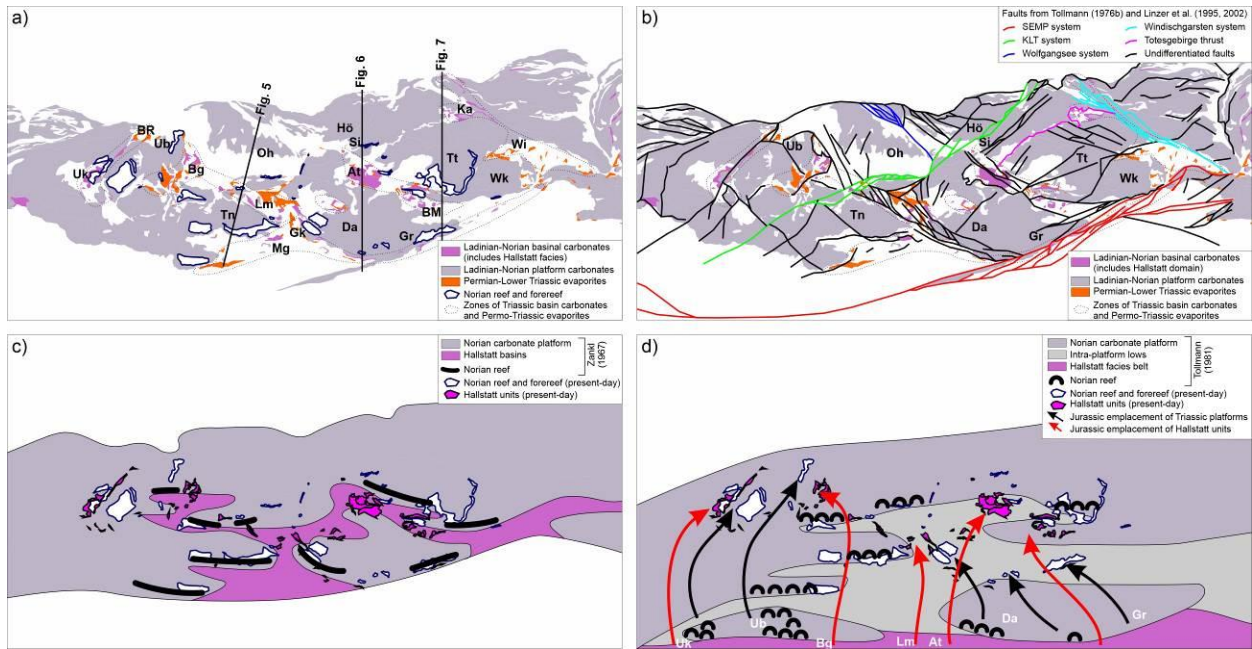 a)
Fig. 5
Fig. 6
Fig. 7
Ka
BR
Ub
Bg
Uk
Oh
Hö
Si
At
Tt
Wi
Wk
Lm
Tn
BM
Gk
Da
Gr
Mg
Ladinian-Norian basinal carbonates
(includes Hallstatt facies)
Ladinian-Norian platform carbonates
Permian-Lower Triassic evaporites
Norian reef and forereef
Zones of Triassic basin carbonates
and Permo-Triassic evaporites
b)
Faults from Tollmann (1976b) and Linzer et al. (1995, 2002)
SEMP system
KLT system
Wolfgangsee system
Windischgarsten system
Totesgebirge thrust
Undifferentiated faults
Ub
Oh
Hö
Si
Tt
Wk
Tn
Da
Gr
Ladinian-Norian basinal carbonates
(includes Hallstatt domain)
Ladinian-Norian platform carbonates
Permian-Lower Triassic evaporites
Zones of Triassic basin carbonates
and Permo-Triassic evaporites
c)
Norian carbonate platform
Hallstatt basins
Norian reef
Zankl
(1967)
Norian reef and forereef (present-day)
Hallstatt units (present-day)
d)
Norian carbonate platform
Intra-platform lows
Hallstatt facies belt
Norian reef
Tollmann
(1981)
Norian reef and forereef (present-day)
Hallstatt units (present-day)
Jurassic emplacement of Triassic platforms
Jurassic emplacement of Hallstatt units
Uk
Ub
Bg
Lm
At
Da
Gr